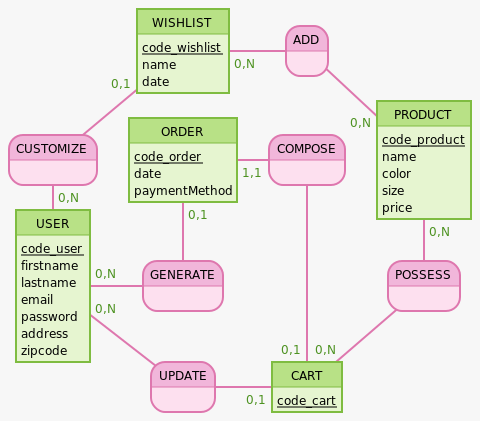 WISHLIST
code_wishlist
name
date
ADD
0,N
0,1
0,N
PRODUCT
code_product
name
color
size
price
ORDER
code_order
date
paymentMethod
COMPOSE
1,1
CUSTOMIZE
0,N
0,1
0,N
USER
code_user
firstname
lastname
email
password
address
zipcode
0,N
0,N
GENERATE
POSSESS
0,1
0,N
UPDATE
0,1
CART
code_cart